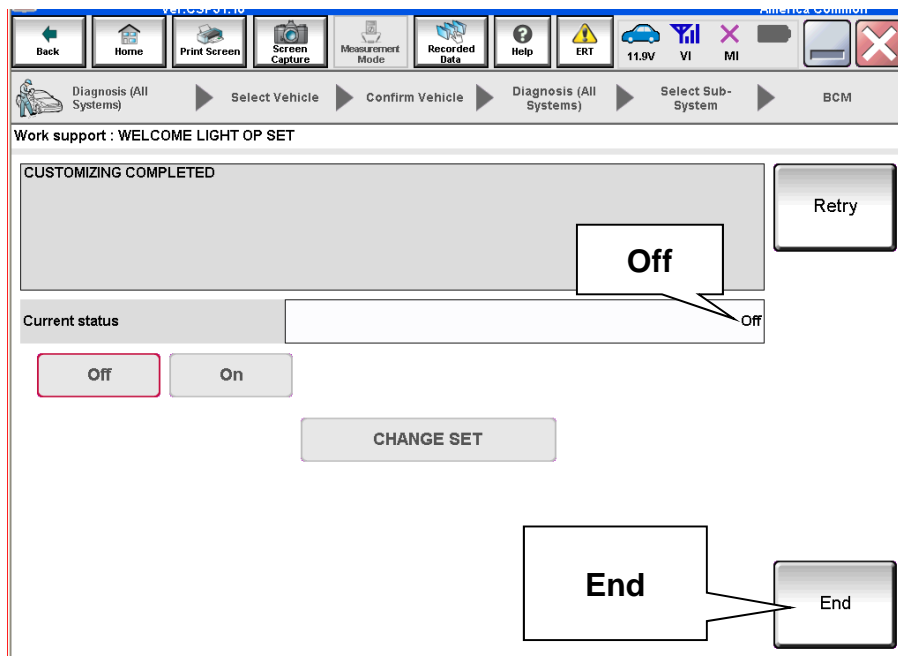 Back
Home
Print Screen
Screen
Capture
Measurement
Mode
Recorded
Data
Help
ERT
11.9V
VI
MI
Diagnosis (All
Systems)
Select Vehicle
Confirm Vehicle
Diagnosis (All
Systems)
Select Sub-
System
BCM
Work support : WELCOME LIGHT OP SET
CUSTOMIZING COMPLETED
Retry
Off
Current status
Off
Off
On
CHANGE SET
End
End